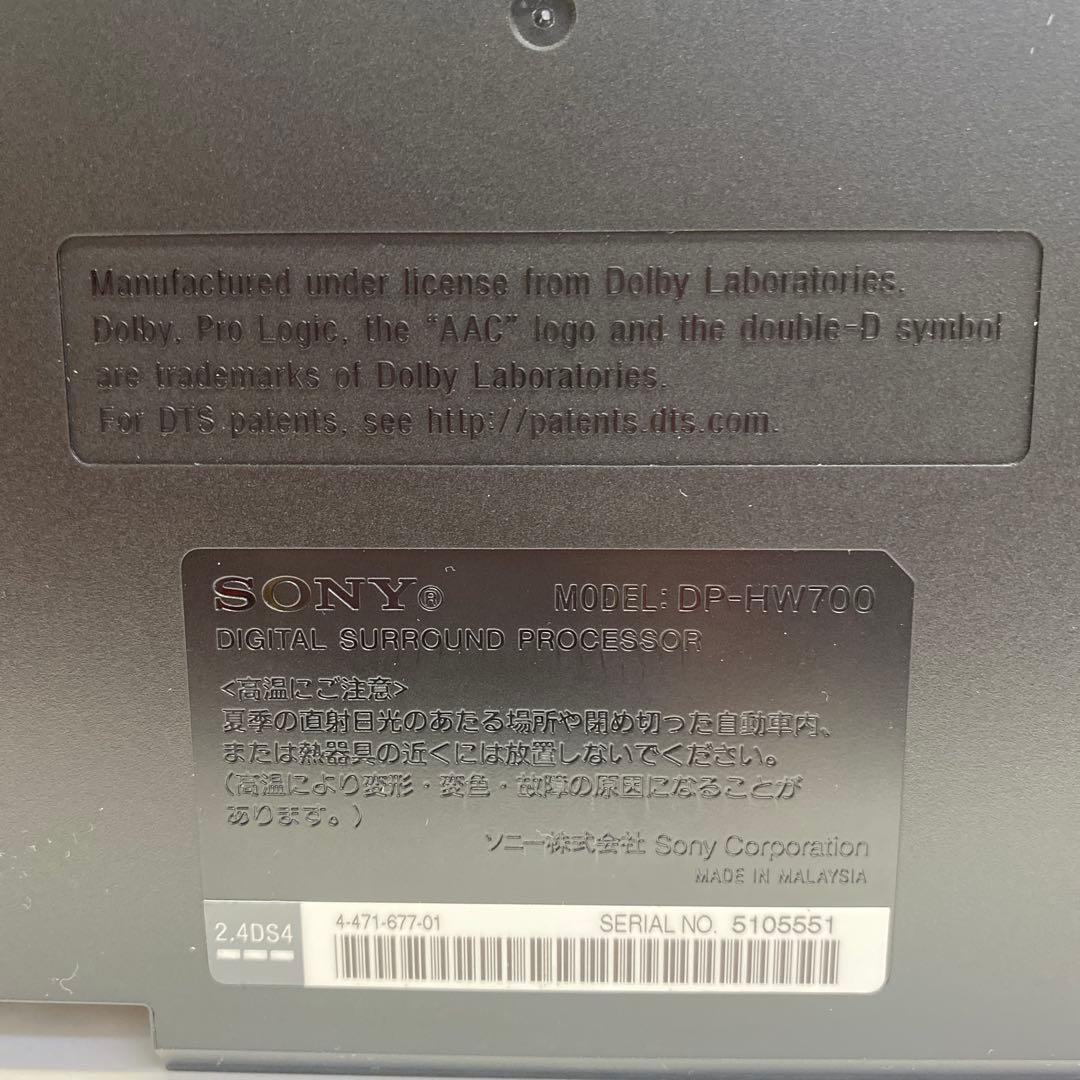 Manufactured under license from Dolby Laboratories.
Dolby, Pro Logic, the “AAC” logo and the double-D symbol
are trademarks of Dolby Laboratories.
For DTS patents, see http://patents.dts.com.
SONY® MODEL: DP-HW700
DIGITAL SURROUND PROCESSOR
<高温にご注意>
夏季の直射日光のあたる場所や閉め切った自動車内、
または熱器具の近くには放置しないでください。
(高温により変形・変色・故障の原因になることが
あります。)
ソニー株式会社 Sony Corporation
MADE IN MALAYSIA
2.4DS4
4-471-677-01 SERIAL NO. 5105551